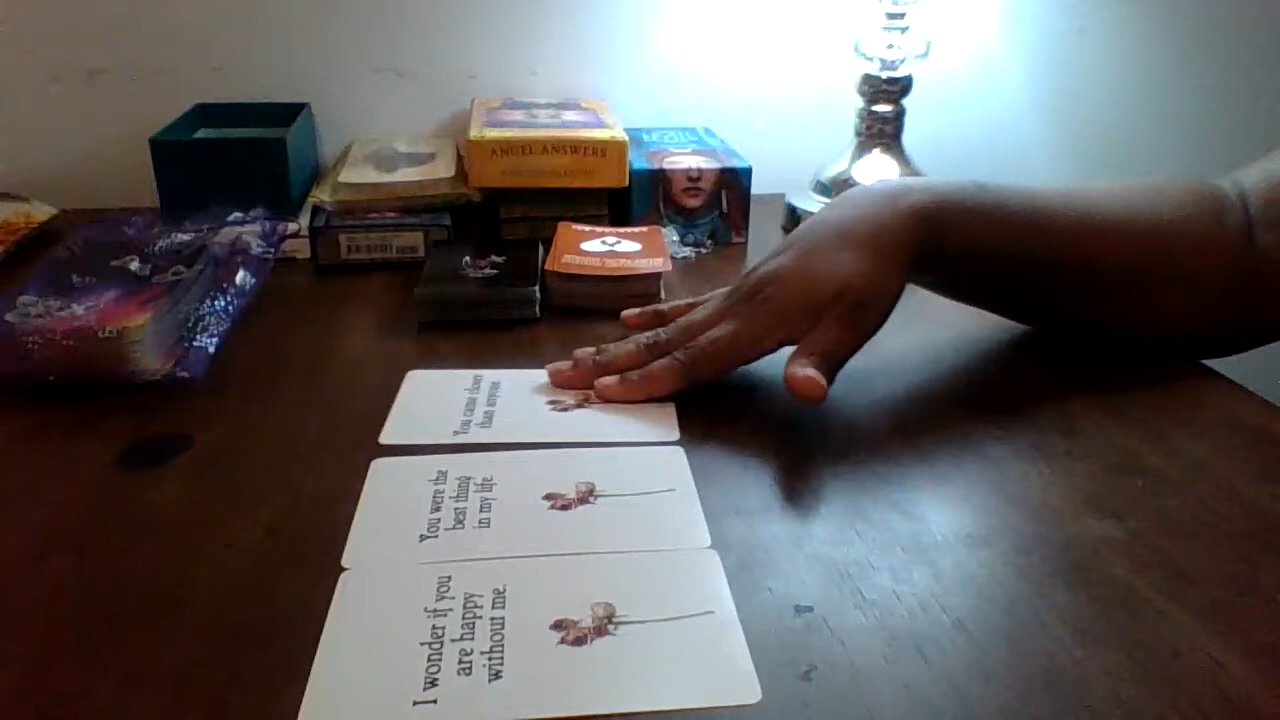 ANGEL ANSWERS
You came closer
than anyone.
You were the
best thing
in my life.
I wonder if you
are happy
without me.